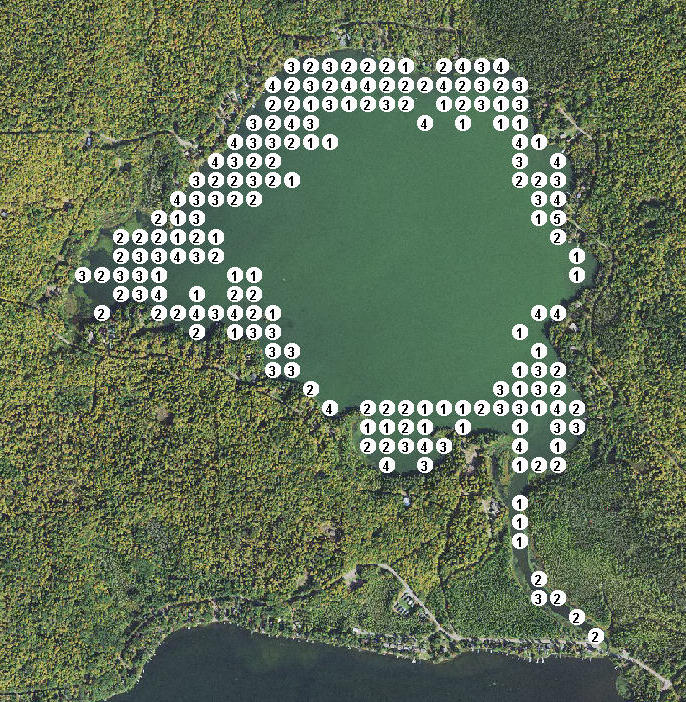 3 2 3 2 2 2 1 2 4 3 4
4 2 3 2 4 4 2 2 2 4 2 3 2 3
2 2 1 3 1 2 3 2 1 2 3 1 3
3 2 4 3 4 1 1 1
4 3 3 2 1 1 4 1
4 3 2 2 3 4
3 2 2 3 2 1 2 2 3
4 3 3 2 2 3 4
2 1 3 1 5
2 2 2 1 2 1 2
2 3 3 4 3 2 1
3 2 3 3 1 1 1 1
2 3 4 1 2 2
2 2 2 4 3 4 2 1 4 4
2 1 3 3 1
3 3 1
3 3 1 3 2
2 3 1 3 2
4 2 2 2 1 1 1 2 3 3 1 4 2
1 1 2 1 1 1 3 3
2 2 3 4 3 4 1
4 3 1 2 2
1
1
1
2
3 2
2
2